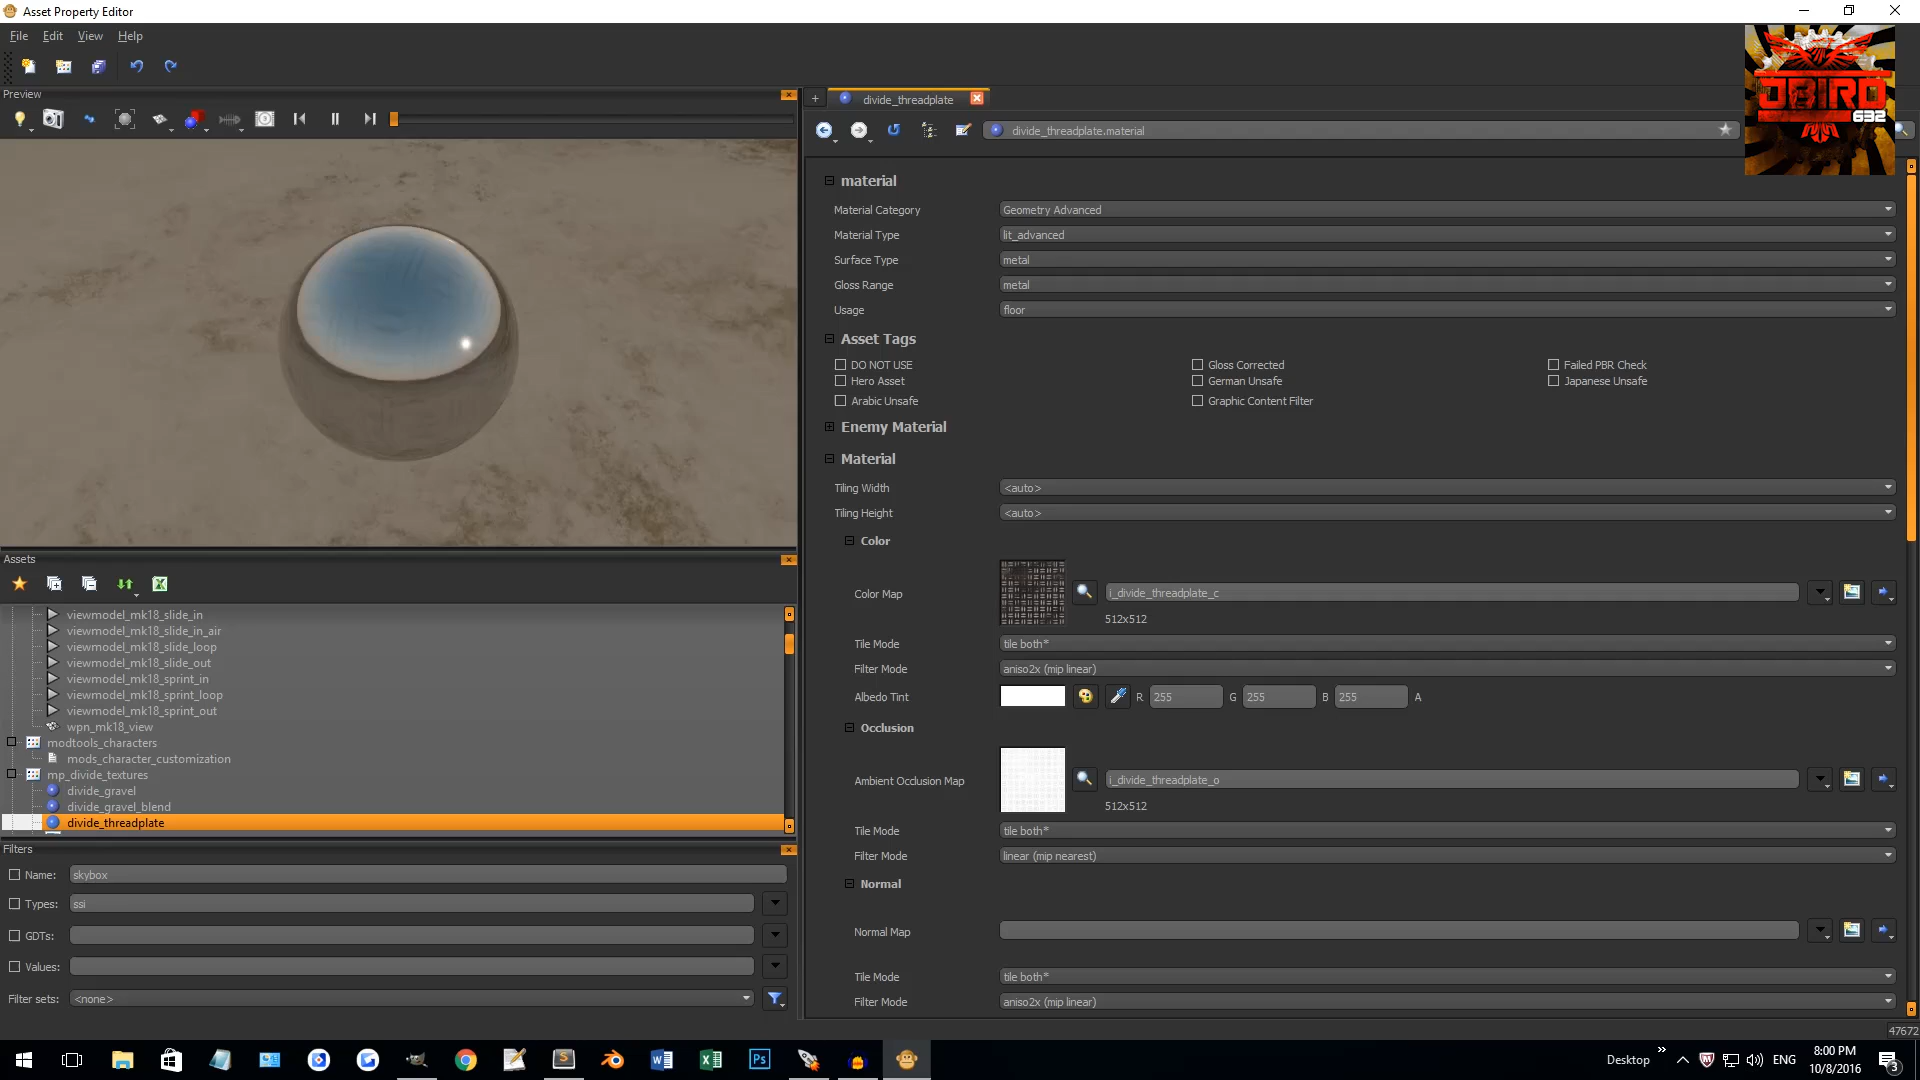 Asset Property Editor
File Edit View Help
Preview
divide_threadplate
divide_threadplate.material
JBIRD
632
material
Material Category Geometry Advanced
Material Type lit_advanced
Surface Type metal
Gloss Range metal
Usage floor
Asset Tags
DO NOT USE Gloss Corrected Failed PBR Check
Hero Asset German Unsafe Japanese Unsafe
Arabic Unsafe Graphic Content Filter
Enemy Material
Material
Tiling Width <auto>
Tiling Height <auto>
Color
Color Map i_divide_threadplate_c
512x512
Tile Mode tile both*
Filter Mode aniso2x (mip linear)
Albedo Tint R 255 G 255 B 255 A
Occlusion
Ambient Occlusion Map i_divide_threadplate_o
512x512
Tile Mode tile both*
Filter Mode linear (mip nearest)
Normal
Normal Map
Tile Mode tile both*
Filter Mode aniso2x (mip linear)
47672
Assets
viewmodel_mk18_slide_in
viewmodel_mk18_slide_in_air
viewmodel_mk18_slide_loop
viewmodel_mk18_slide_out
viewmodel_mk18_sprint_in
viewmodel_mk18_sprint_loop
viewmodel_mk18_sprint_out
wpn_mk18_view
modtools_characters
mods_character_customization
mp_divide_textures
divide_gravel
divide_gravel_blend
divide_threadplate
Filters
Name: skybox
Types: ssi
GDTs:
Values:
Filter sets: <none>
Desktop ENG 8:00 PM
10/8/2016 3